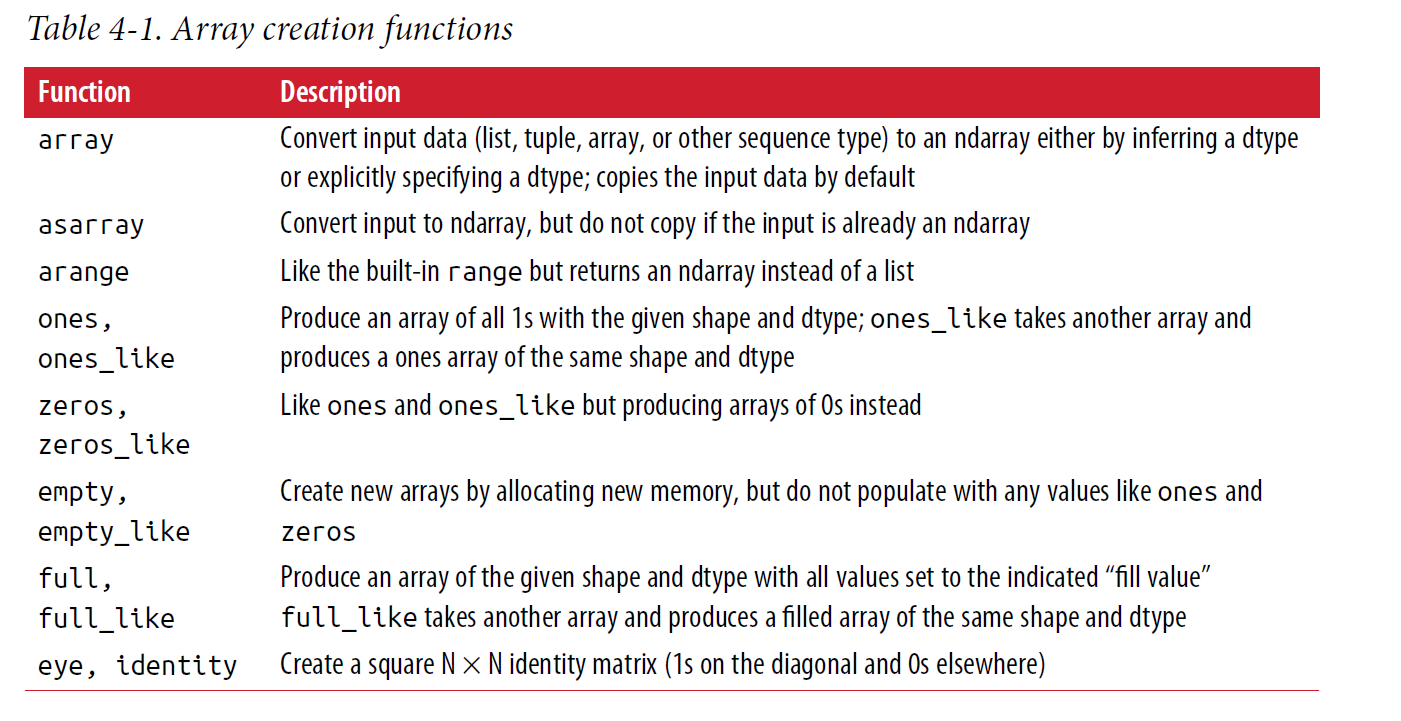 Table 4-1. Array creation functions
Function Description
array Convert input data (list, tuple, array, or other sequence type) to an ndarray either by inferring a dtype
or explicitly specifying a dtype; copies the input data by default
asarray Convert input to ndarray, but do not copy if the input is already an ndarray
arange Like the built-in range but returns an ndarray instead of a list
ones, Produce an array of all 1s with the given shape and dtype; ones_like takes another array and
ones_like produces a ones array of the same shape and dtype
zeros, Like ones and ones_like but producing arrays of 0s instead
zeros_like
empty, Create new arrays by allocating new memory, but do not populate with any values like ones and
empty_like zeros
full, Produce an array of the given shape and dtype with all values set to the indicated “fill value”
full_like full_like takes another array and produces a filled array of the same shape and dtype
eye, identity Create a square N × N identity matrix (1s on the diagonal and 0s elsewhere)